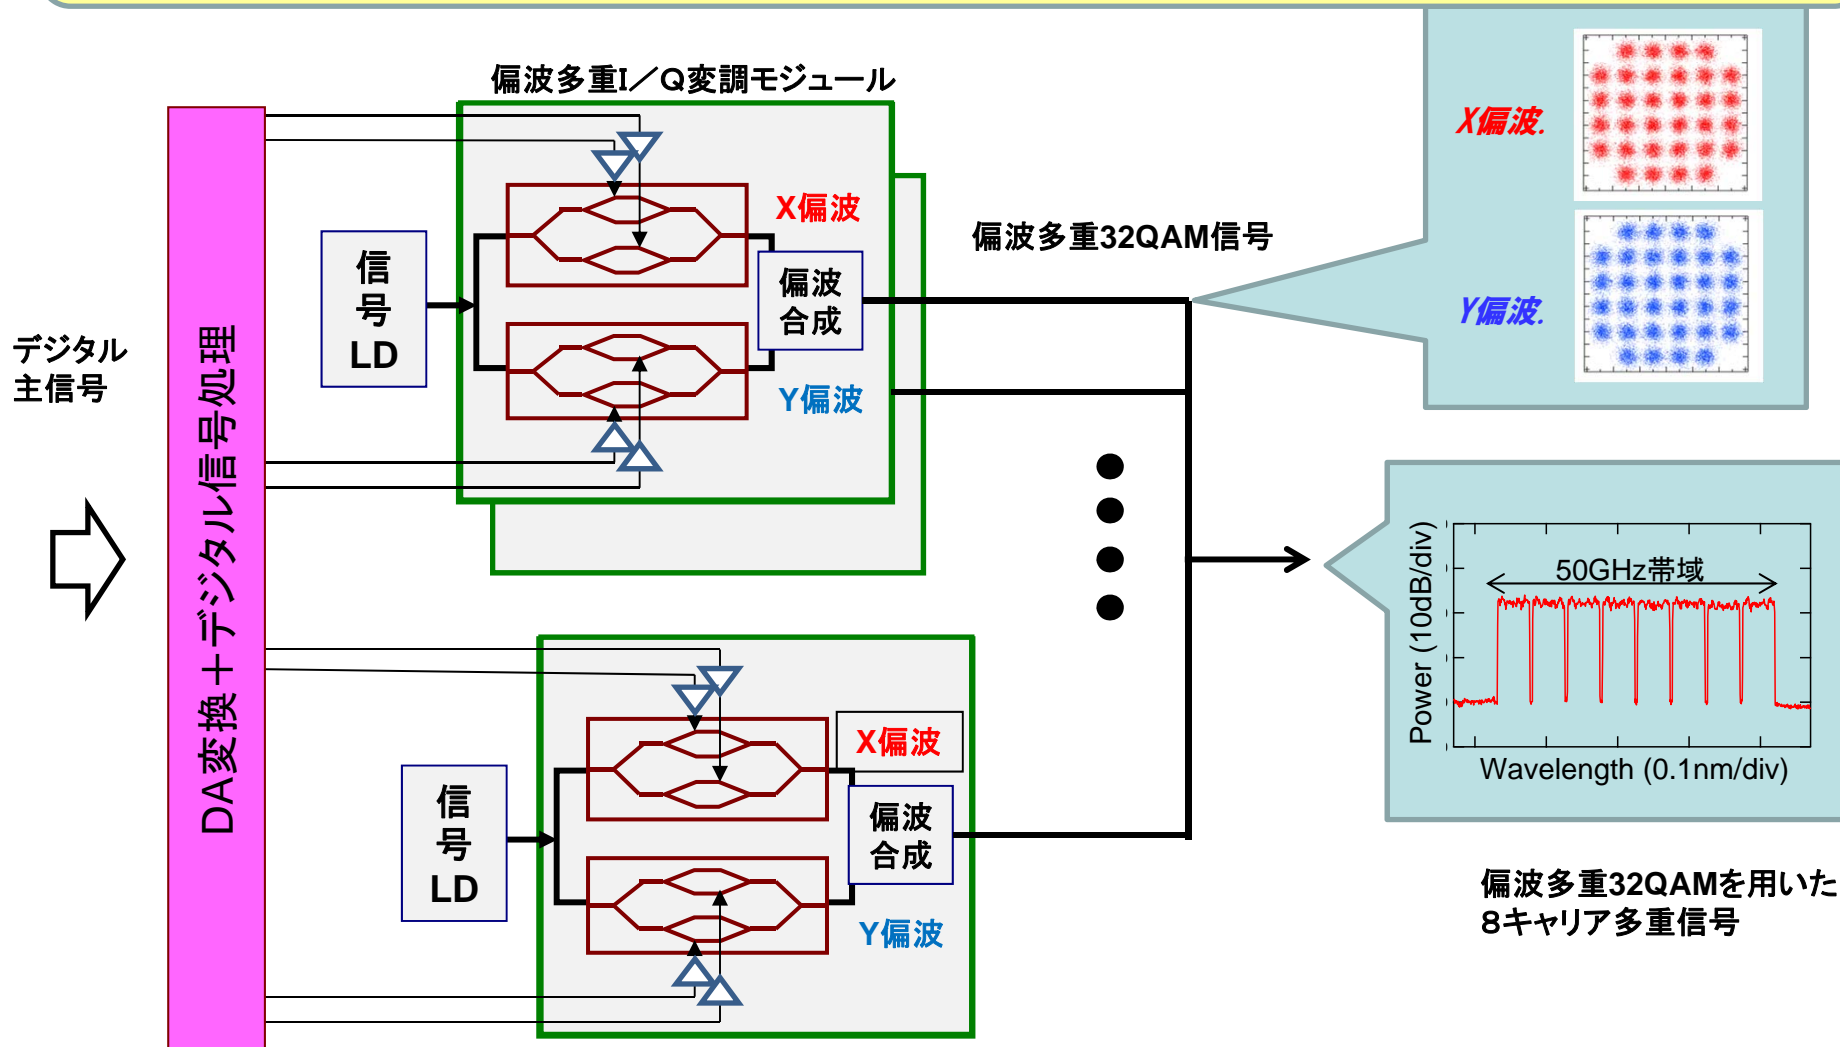 偏波多重I／Q変調モジュール
X偏波.
X偏波
偏波多重32QAM信号
信
号
LD
偏波
合成
Y偏波.
デジタル
主信号
DA変換＋デジタル信号処理
Y偏波
50GHz帯域
Power (10dB/div)
Wavelength (0.1nm/div)
X偏波
信
号
LD
偏波
合成
Y偏波
偏波多重32QAMを用いた
８キャリア多重信号